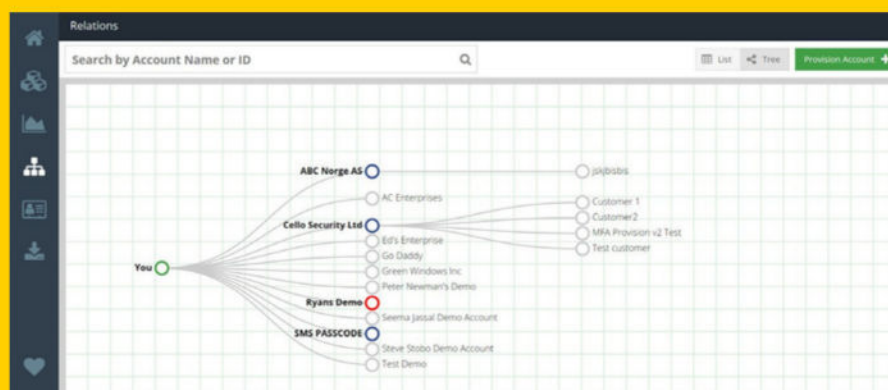 Relations
Search by Account Name or ID
List
Tree
Provision Account +
ABC Norge AS
jskjbisbis
AC Enterprises
Customer 1
Customer2
Cello Security Ltd
MFA Provision v2 Test
Ed's Enterprise
Test customer
Go Daddy
You
Green Windows Inc
Peter Newman's Demo
Ryans Demo
Seema Jassal Demo Account
SMS PASSCODE
Steve Stobo Demo Account
Test Demo